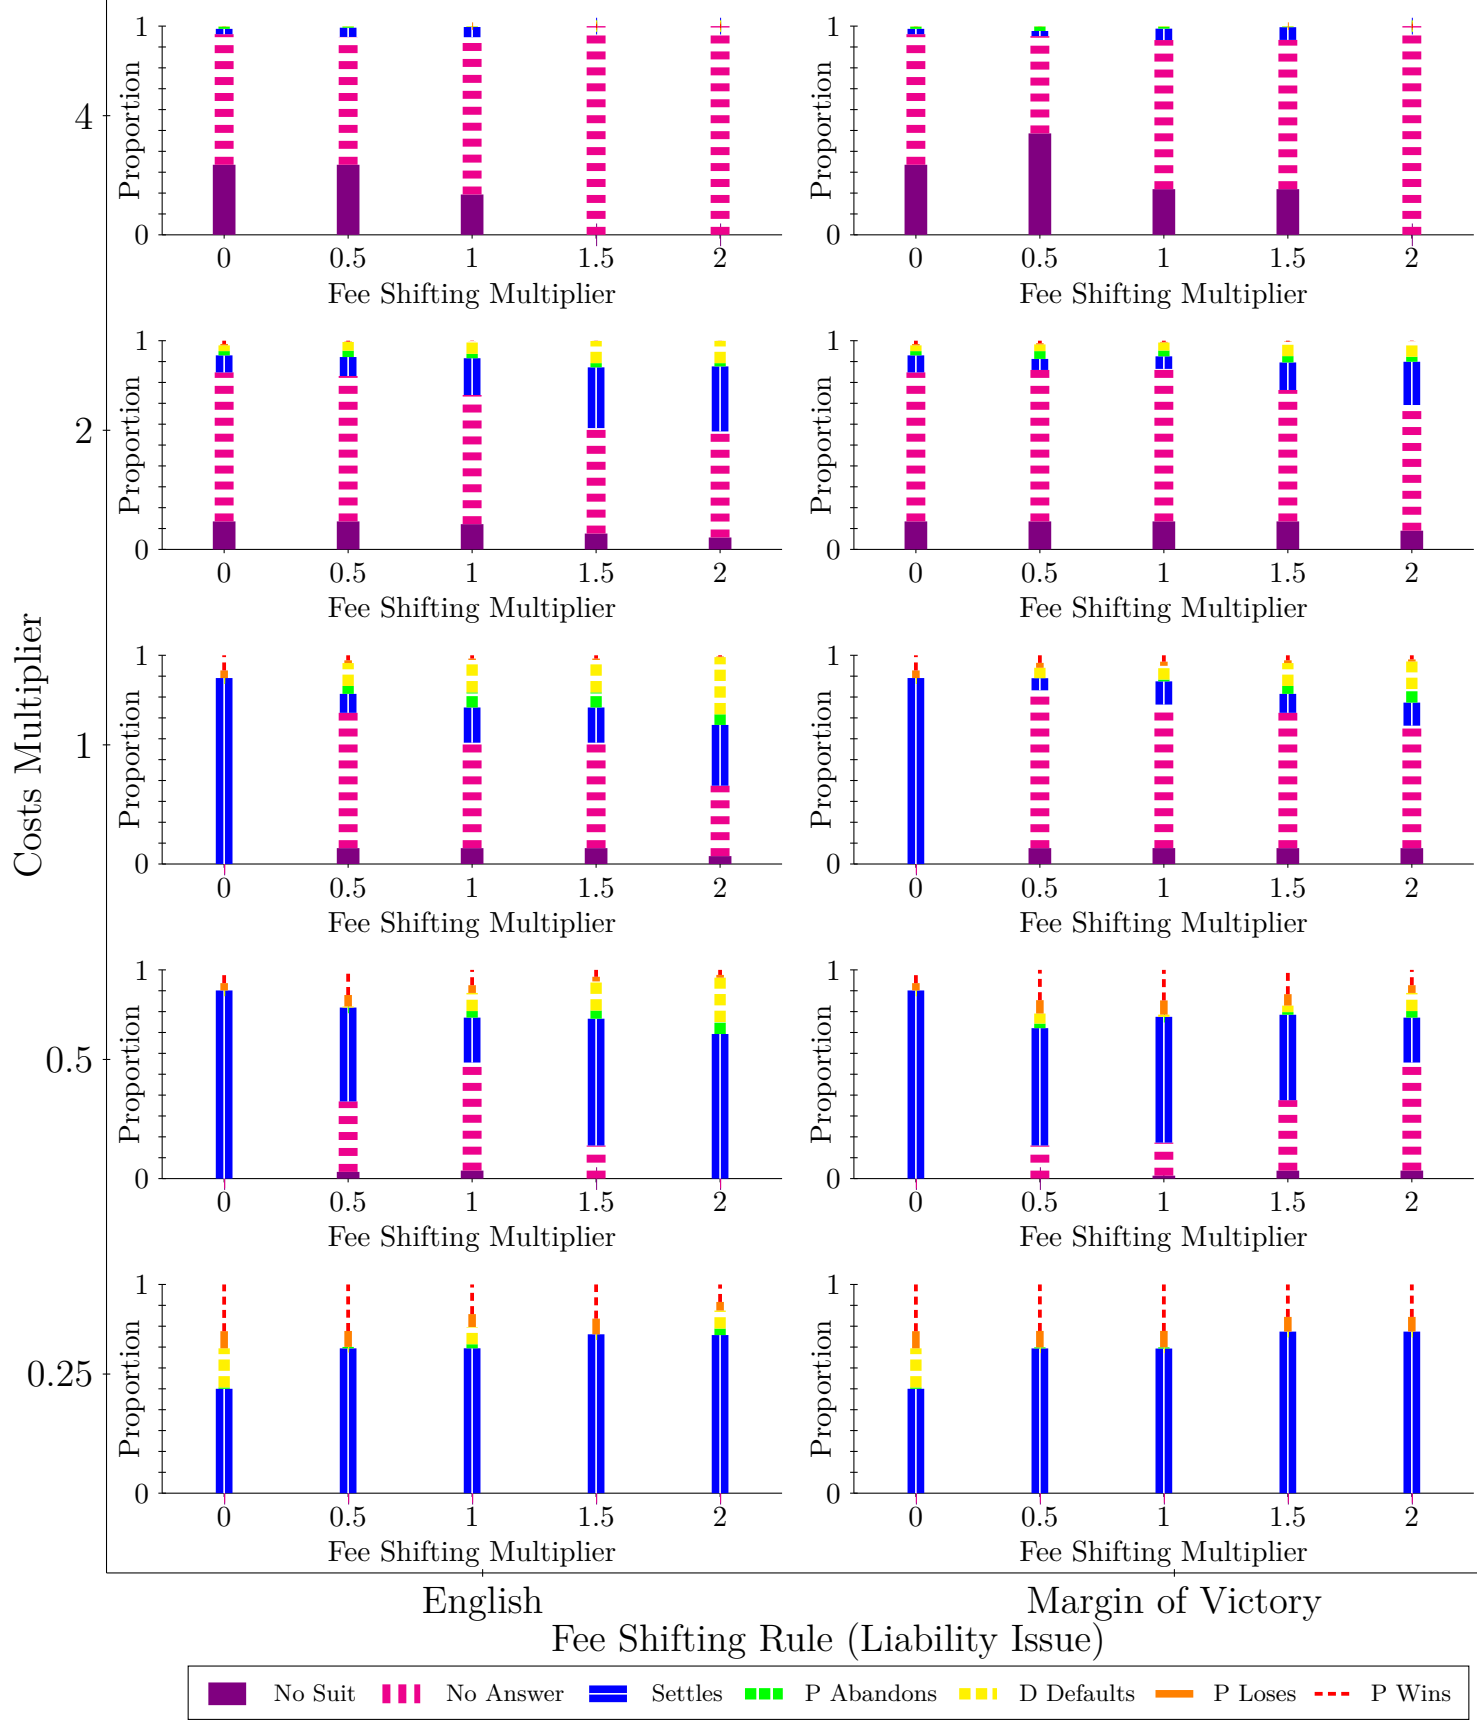 1
Proportion
0
0 0.5 1 1.5 2
Fee Shifting Multiplier
1
Proportion
0
0 0.5 1 1.5 2
Fee Shifting Multiplier
4
1
Proportion
0
0 0.5 1 1.5 2
Fee Shifting Multiplier
1
Proportion
0
0 0.5 1 1.5 2
Fee Shifting Multiplier
2
1
Proportion
0
0 0.5 1 1.5 2
Fee Shifting Multiplier
1
Proportion
0
0 0.5 1 1.5 2
Fee Shifting Multiplier
1
Costs Multiplier
1
Proportion
0
0 0.5 1 1.5 2
Fee Shifting Multiplier
1
Proportion
0
0 0.5 1 1.5 2
Fee Shifting Multiplier
0.5
1
Proportion
0
0 0.5 1 1.5 2
Fee Shifting Multiplier
1
Proportion
0
0 0.5 1 1.5 2
Fee Shifting Multiplier
0.25
English
Margin of Victory
Fee Shifting Rule (Liability Issue)
No Suit No Answer Settles P Abandons D Defaults P Loses P Wins